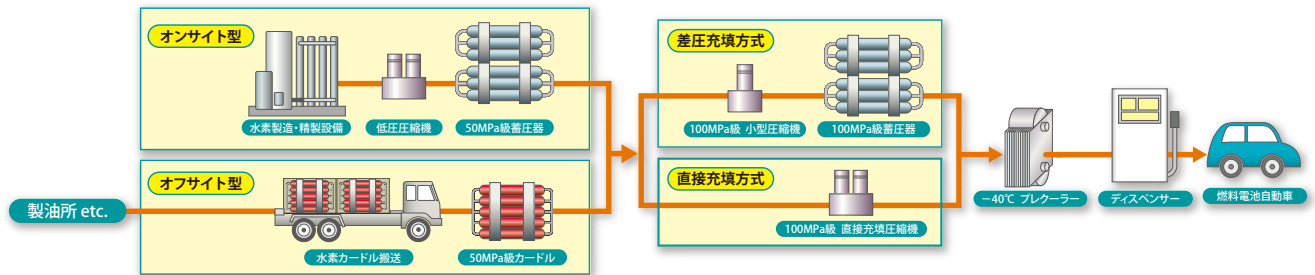 オンサイト型
水素製造・精製設備
低圧圧縮機
50MPa級蓄圧器
オフサイト型
製油所 etc.
水素カードル搬送
50MPa級カードル
差圧充填方式
100MPa級 小型圧縮機
100MPa級蓄圧器
直接充填方式
100MPa級 直接充填圧縮機
−40℃ プレクーラー
ディスペンサー
燃料電池自動車